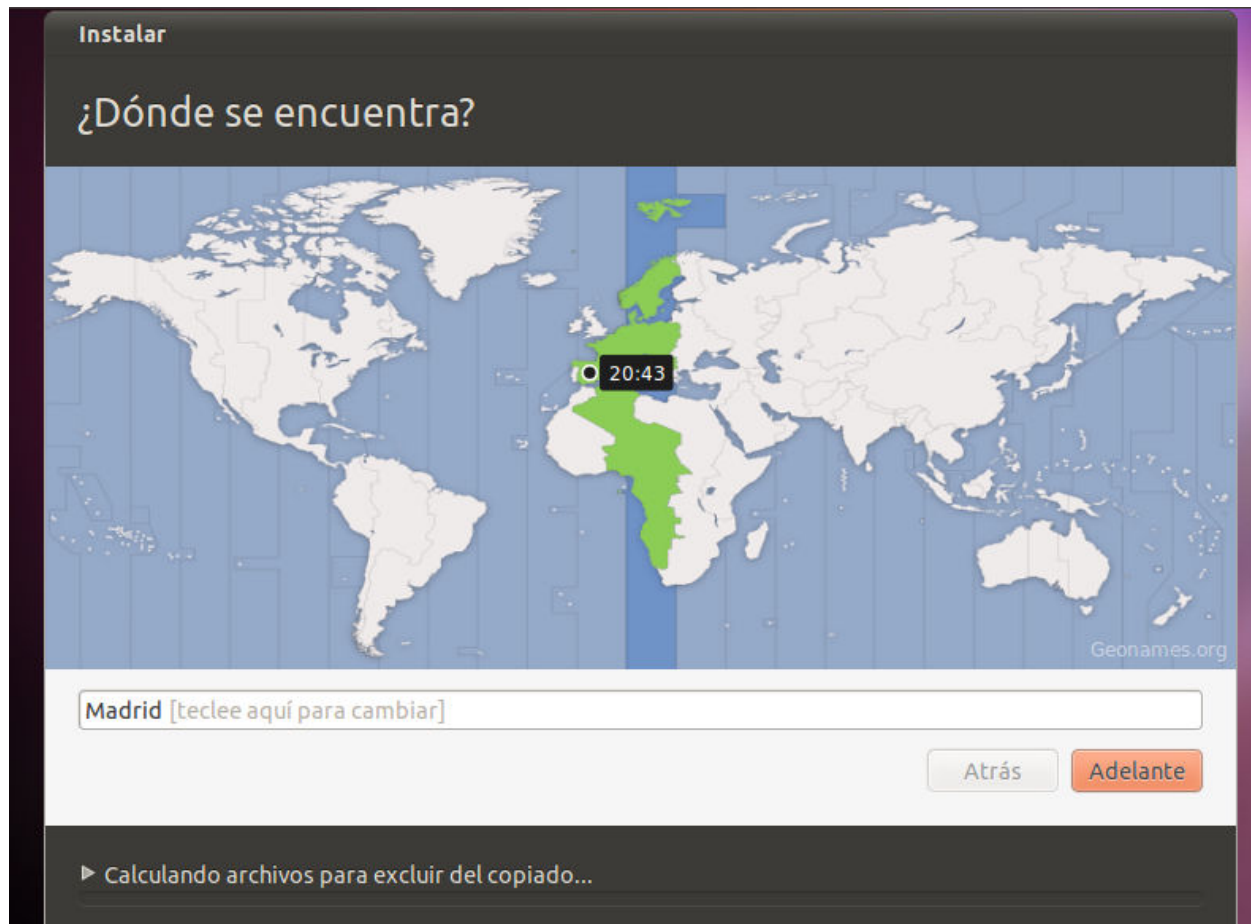 Instalar
¿Dónde se encuentra?
20:43
Geonames.org
Madrid [teclee aquí para cambiar]
Atrás Adelante
Calculando archivos para excluir del copiado...